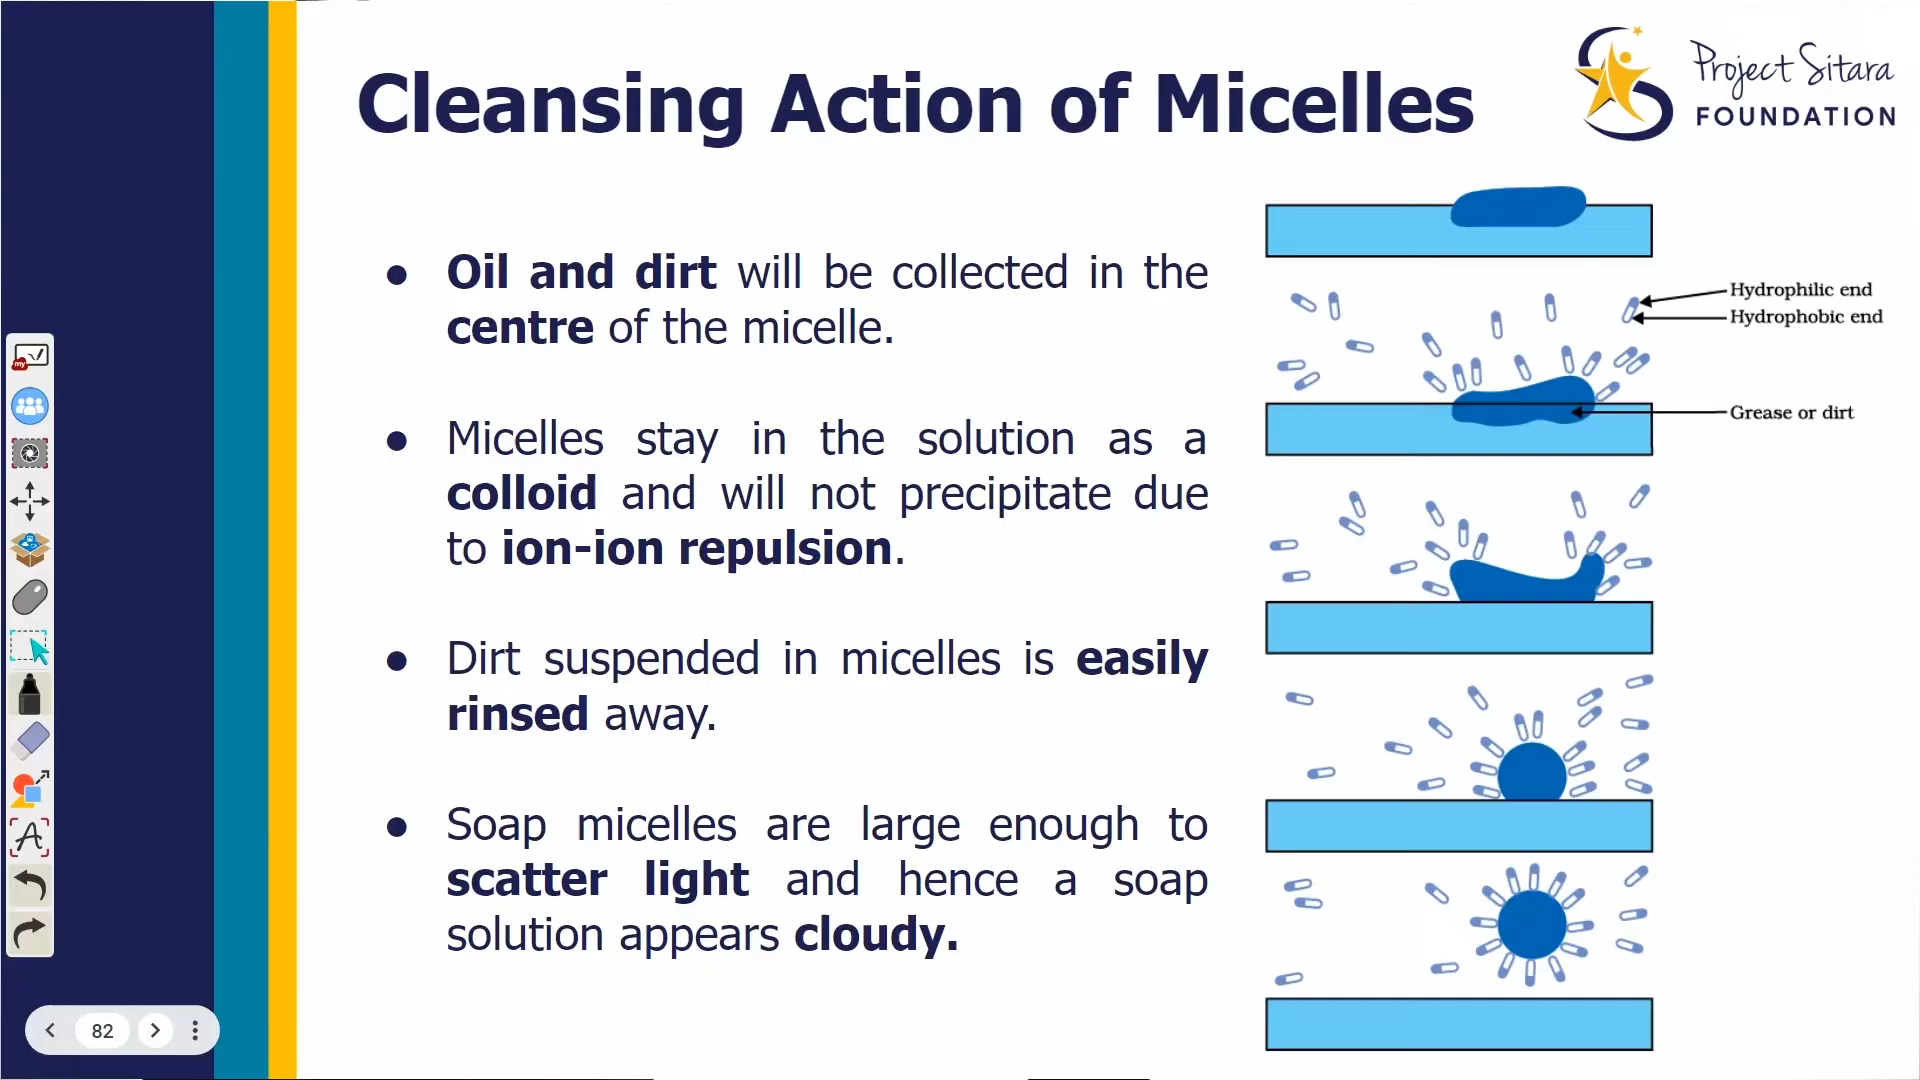 Cleansing Action of Micelles
Project Sitara
FOUNDATION
● Oil and dirt will be collected in the
centre of the micelle.
● Micelles stay in the solution as a
colloid and will not precipitate due
to ion-ion repulsion.
● Dirt suspended in micelles is easily
rinsed away.
● Soap micelles are large enough to
scatter light and hence a soap
solution appears cloudy.
Hydrophilic end
Hydrophobic end
Grease or dirt
my
82